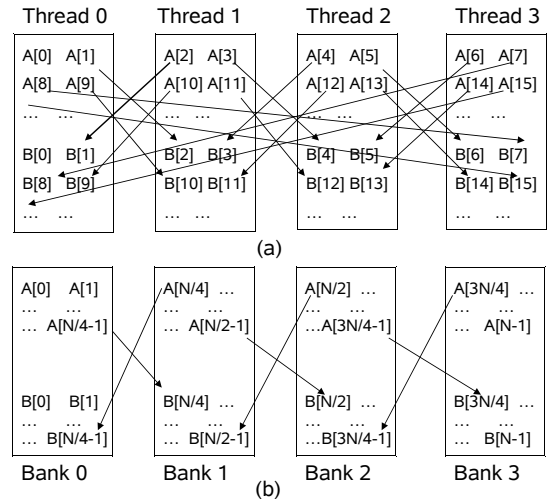 Thread 0 Thread 1 Thread 2 Thread 3
A[0] A[1] A[2] A[3] A[4] A[5] A[6] A[7]
A[8] A[9] A[10] A[11] A[12] A[13] A[14] A[15]
... ... ... ... ... ... ... ...
B[0] B[1] B[2] B[3] B[4] B[5] B[6] B[7]
B[8] B[9] B[10] B[11] B[12] B[13] B[14] B[15]
... ... ... ... ... ... ... ...
(a)
A[0] A[1] A[N/4] ... A[N/2] ... A[3N/4] ...
... ... ... ... ... ... ... ...
... A[N/4-1] ... A[N/2-1] ...A[3N/4-1] ... A[N-1]
B[0] B[1] B[N/4] ... B[N/2] ... B[3N/4] ...
... ... ... ... ... ... ... ...
... B[N/4-1] ... B[N/2-1] ...B[3N/4-1] ... B[N-1]
Bank 0 Bank 1 Bank 2 Bank 3
(b)